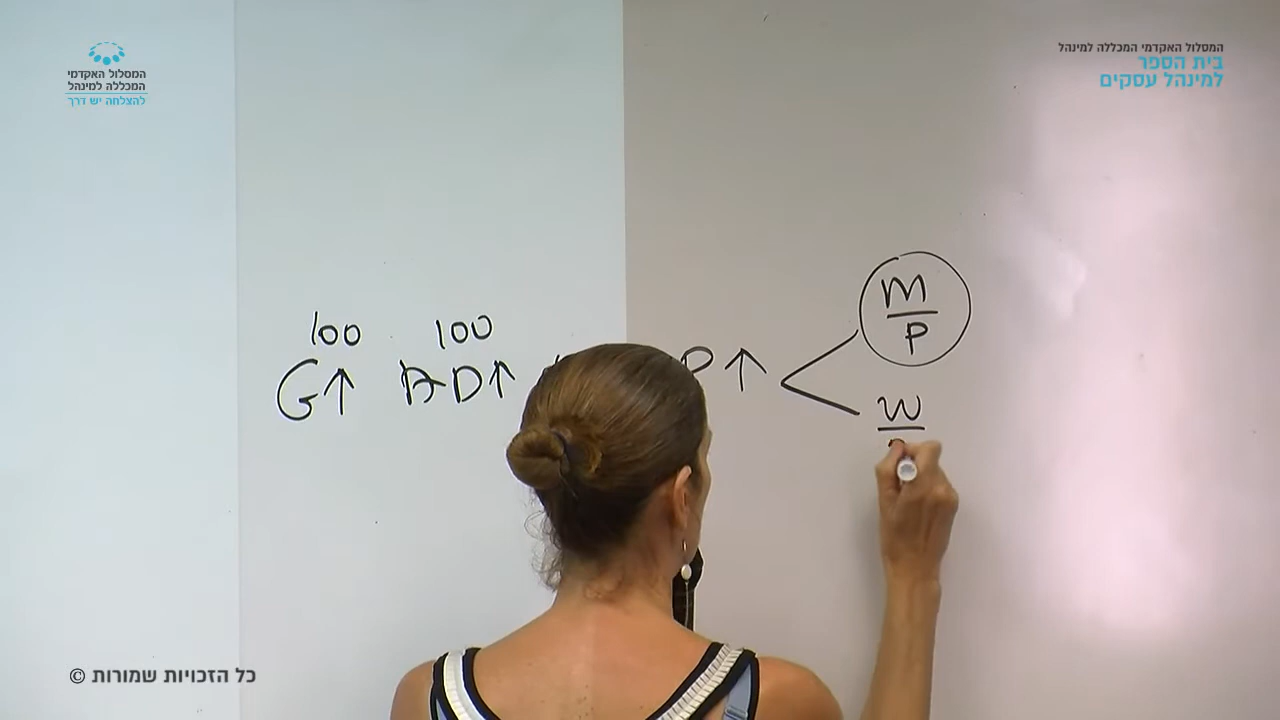 המסלול האקדמי המכללה למינהל
בית הספר
למינהל עסקים
המסלול האקדמי
המכללה למינהל
להצלחה יש דרך
100 100
G↑ AD↑ P↑
M
P
W
כל הזכויות שמורות ©